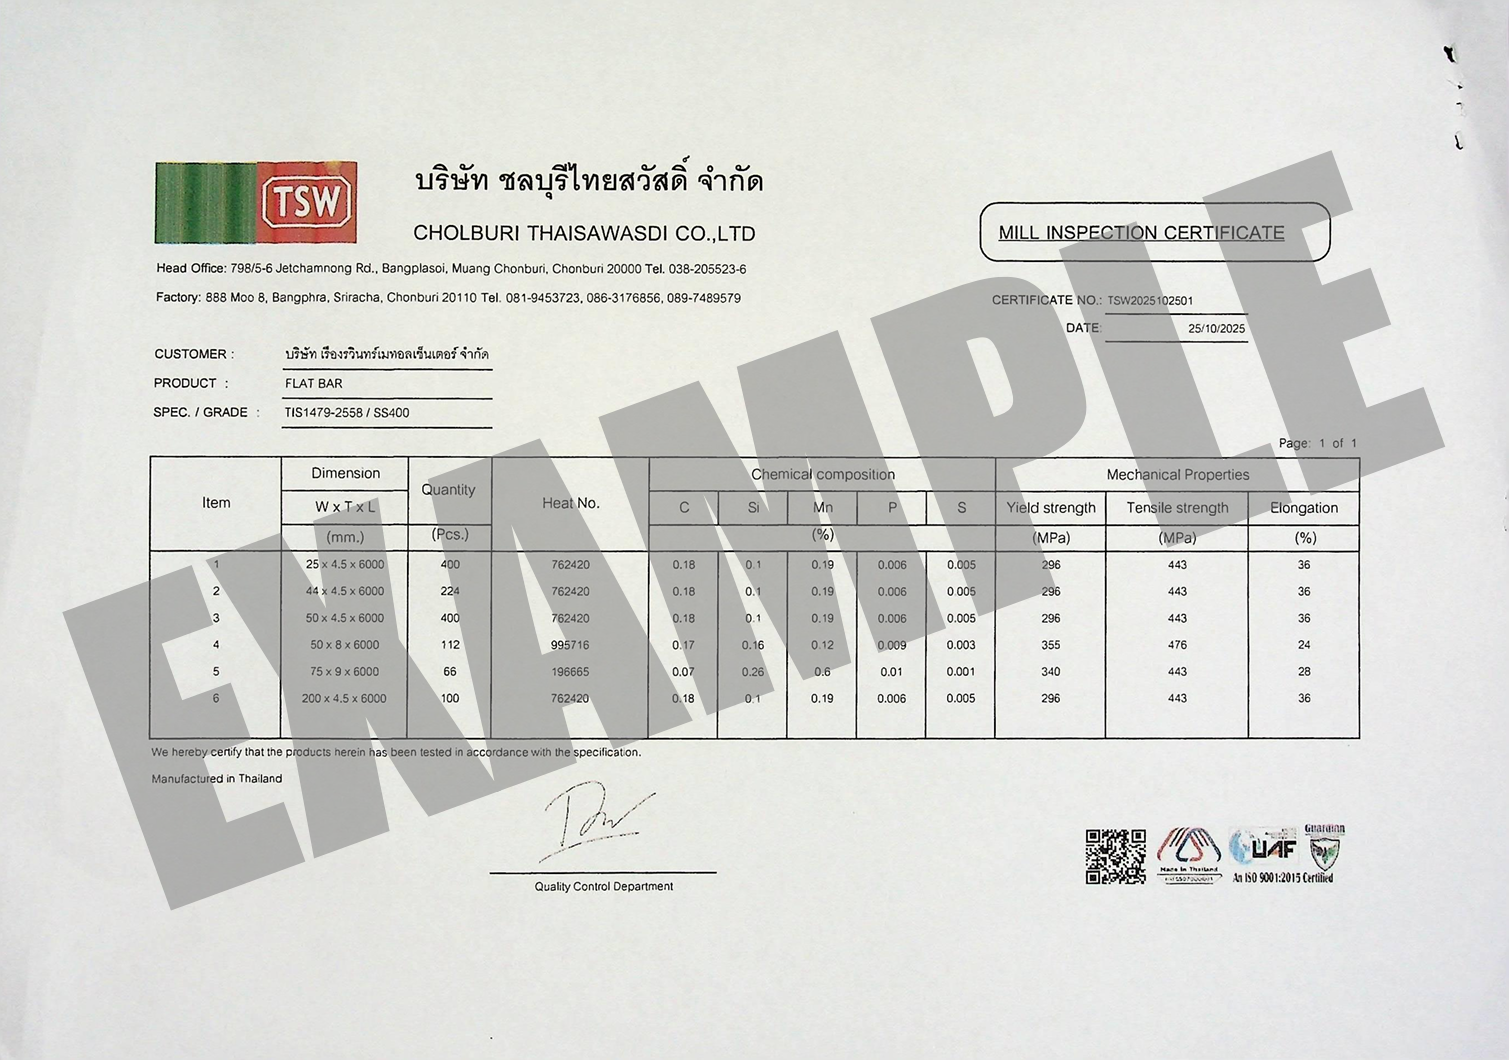 TSW
บริษัท ชลบุรีไทยสวัสดิ์ จำกัด
CHOLBURI THAISAWASDI CO.,LTD
MILL INSPECTION CERTIFICATE
Head Office: 798/5-6 Jetchamnong Rd., Bangplasoi, Muang Chonburi, Chonburi 20000 Tel. 038-205523-6
Factory: 888 Moo 8, Bangphra, Sriracha, Chonburi 20110 Tel. 081-9453723, 086-3176856, 089-7489579
CERTIFICATE NO.: TSW2025102501
DATE: 25/10/2025
CUSTOMER : บริษัท เรืองรวินทร์เมทอลเซ็นเตอร์ จำกัด
PRODUCT : FLAT BAR
SPEC. / GRADE : TIS1479-2558 / SS400
Page: 1 of 1
Item Dimension Quantity Heat No. Chemical composition Mechanical Properties
W x T x L C Si Mn P S Yield strength Tensile strength Elongation
(mm.) (Pcs.) (%) (MPa) (MPa) (%)
1 25 x 4.5 x 6000 400 762420 0.18 0.1 0.19 0.006 0.005 296 443 36
2 44 x 4.5 x 6000 224 762420 0.18 0.1 0.19 0.006 0.005 296 443 36
3 50 x 4.5 x 6000 400 762420 0.18 0.1 0.19 0.006 0.005 296 443 36
4 50 x 8 x 6000 112 995716 0.17 0.16 0.12 0.009 0.003 355 476 24
5 75 x 9 x 6000 66 196665 0.07 0.26 0.6 0.01 0.001 340 443 28
6 200 x 4.5 x 6000 100 762420 0.18 0.1 0.19 0.006 0.005 296 443 36
We hereby certify that the products herein has been tested in accordance with the specification.
Manufactured in Thailand
Quality Control Department
Made in Thailand
UAF
Guardian
An ISO 9001:2015 Certified
EXAMPLE